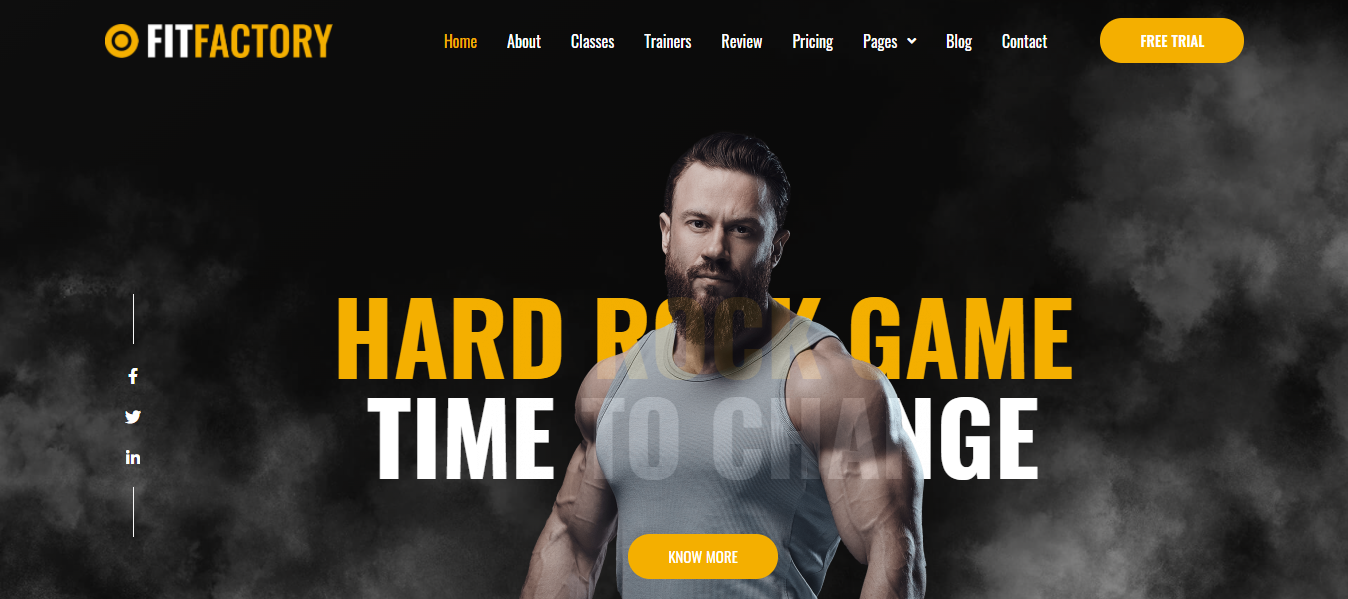 FITFACTORY
Home About Classes Trainers Review Pricing Pages Blog Contact
FREE TRIAL
HARD ROCK GAME
TIME TO CHANGE
KNOW MORE